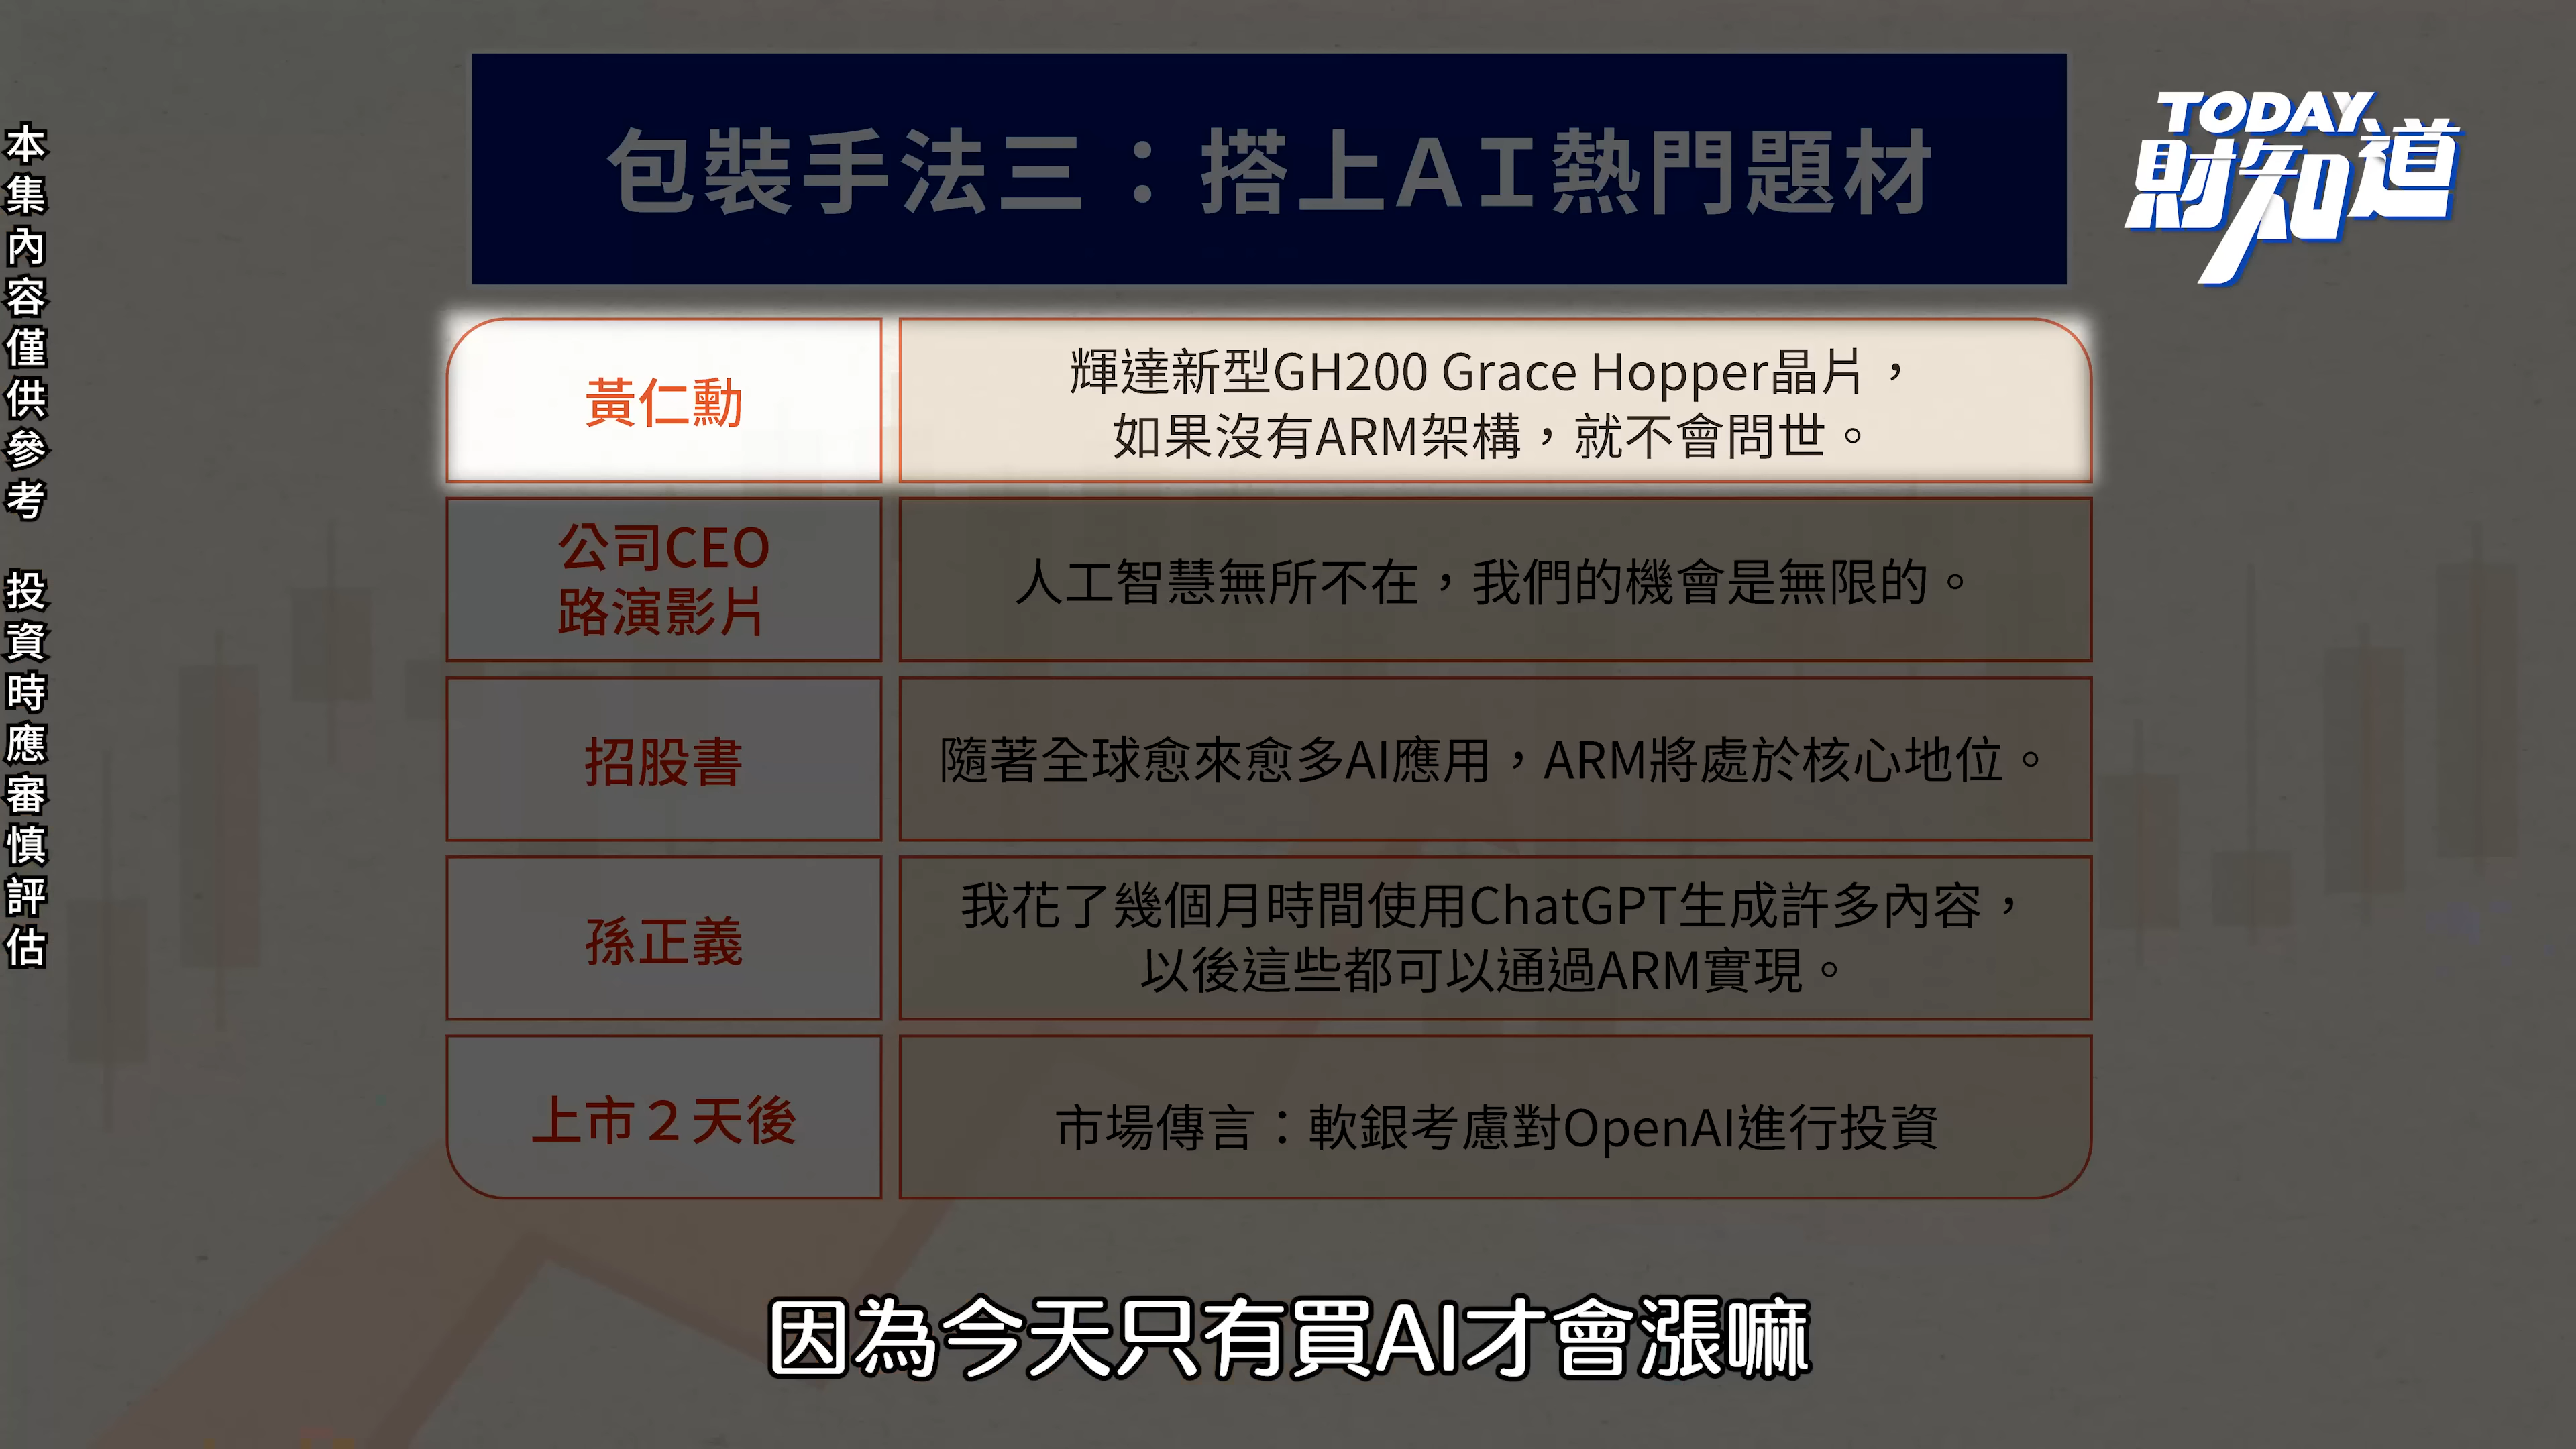 本集內容僅供參考 投資時應審慎評估
包裝手法三：搭上AI熱門題材
TODAY
財知道
黃仁勳
輝達新型GH200 Grace Hopper晶片，
如果沒有ARM架構，就不會問世。
公司CEO
路演影片
人工智慧無所不在，我們的機會是無限的。
招股書
隨著全球愈來愈多AI應用，ARM將處於核心地位。
孫正義
我花了幾個月時間使用ChatGPT生成許多內容，
以後這些都可以通過ARM實現。
上市２天後
市場傳言：軟銀考慮對OpenAI進行投資
因為今天只有買AI才會漲嘛